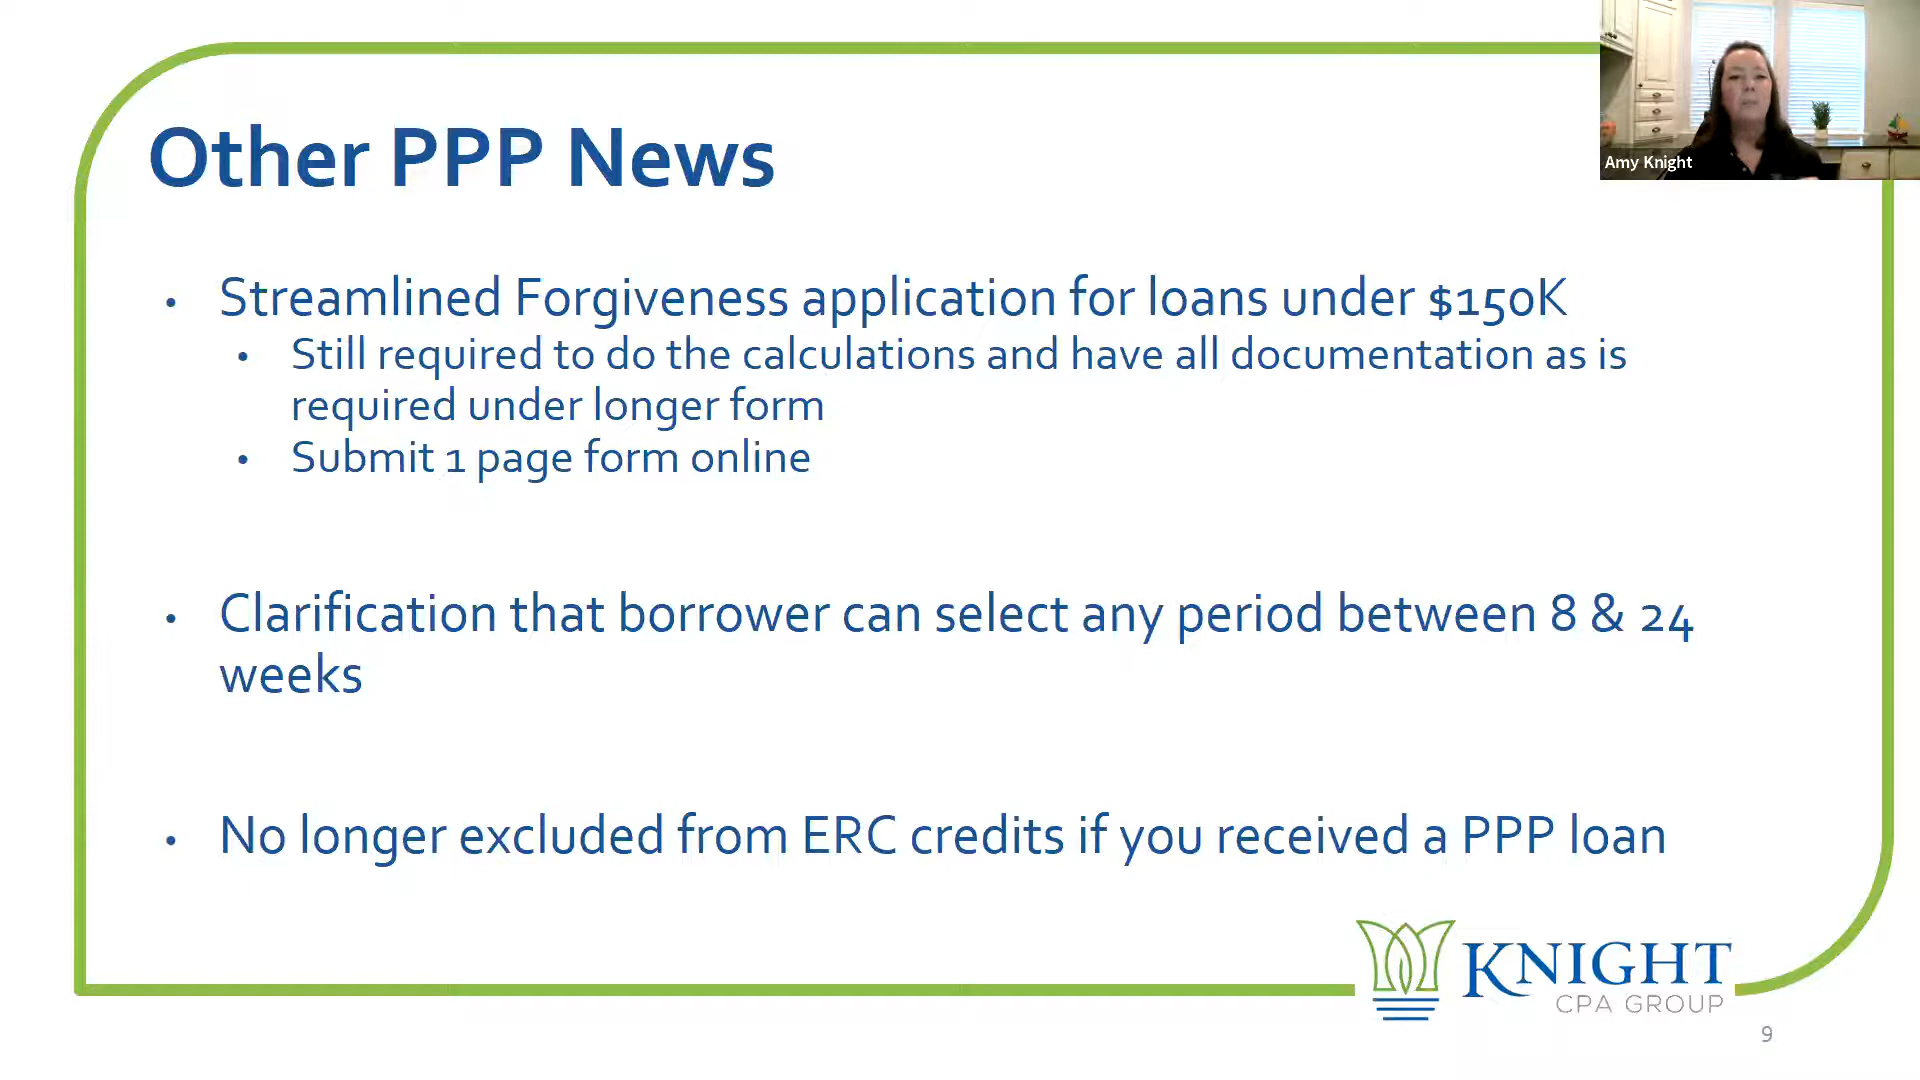 Amy Knight
Other PPP News
• Streamlined Forgiveness application for loans under $150K
• Still required to do the calculations and have all documentation as is
required under longer form
• Submit 1 page form online
• Clarification that borrower can select any period between 8 & 24
weeks
• No longer excluded from ERC credits if you received a PPP loan
KNIGHT
CPA GROUP
9